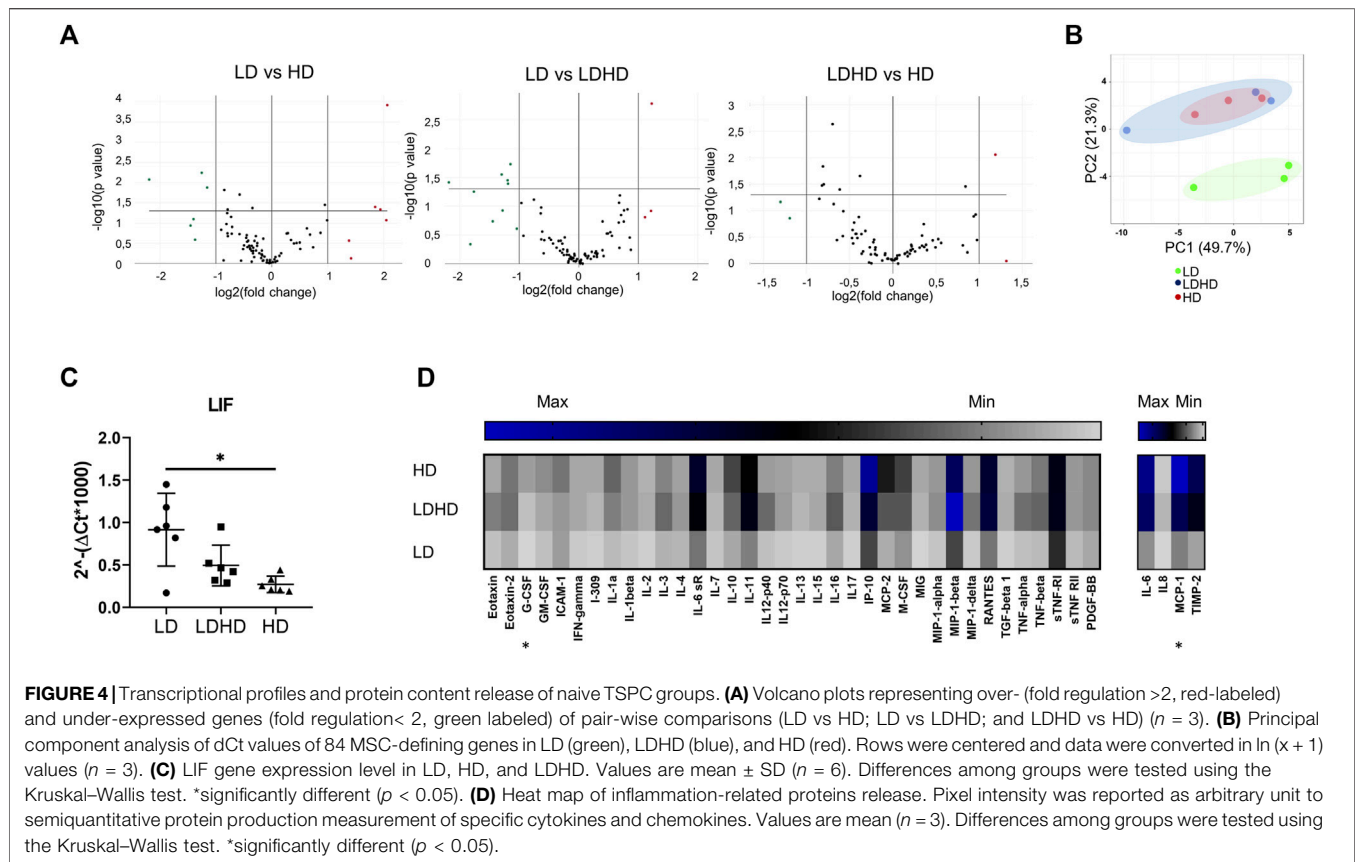 A
B
LD vs HD
LD vs LDHD
LDHD vs HD
-log10(p value)
4
3,5
3
2,5
2
1,5
1
0,5
0
-2
-1
0
1
2
log2(fold change)
-log10(p value)
2,5
2
1,5
1
0,5
0
-2
-1
0
1
2
log2(fold change)
-log10(p value)
3
2,5
2
1,5
1
0,5
0
-1,5
-1
-0,5
0
0,5
1
1,5
log2(fold change)
PC2 (21.3%)
4
0
-4
-10
-5
0
5
PC1 (49.7%)
LD
LDHD
HD
C
LIF
2^-(ΔCt*1000)
2.0
1.5
1.0
0.5
0.0
*
LD
LDHD
HD
D
Max
Min
Max Min
HD
LDHD
LD
Eotaxin
Eotaxin-2
G-CSF
GM-CSF
ICAM-1
IFN-gamma
I-309
IL-1a
IL-1beta
IL-2
IL-3
IL-4
IL-6 sR
IL-7
IL-10
IL-11
IL12-p40
IL12-p70
IL-13
IL-15
IL-16
IL17
IP-10
MCP-2
M-CSF
MIG
MIP-1-alpha
MIP-1-beta
MIP-1-delta
RANTES
TGF-beta 1
TNF-alpha
TNF-beta
sTNF-RI
sTNF RII
PDGF-BB
IL-6
IL8
MCP-1
TIMP-2
*
*
FIGURE 4 | Transcriptional profiles and protein content release of naive TSPC groups. (A) Volcano plots representing over- (fold regulation >2, red-labeled)
and under-expressed genes (fold regulation< 2, green labeled) of pair-wise comparisons (LD vs HD; LD vs LDHD; and LDHD vs HD) (n = 3). (B) Principal
component analysis of dCt values of 84 MSC-defining genes in LD (green), LDHD (blue), and HD (red). Rows were centered and data were converted in ln (x + 1)
values (n = 3). (C) LIF gene expression level in LD, HD, and LDHD. Values are mean ± SD (n = 6). Differences among groups were tested using the
Kruskal–Wallis test. *significantly different (p < 0.05). (D) Heat map of inflammation-related proteins release. Pixel intensity was reported as arbitrary unit to
semiquantitative protein production measurement of specific cytokines and chemokines. Values are mean (n = 3). Differences among groups were tested using
the Kruskal–Wallis test. *significantly different (p < 0.05).